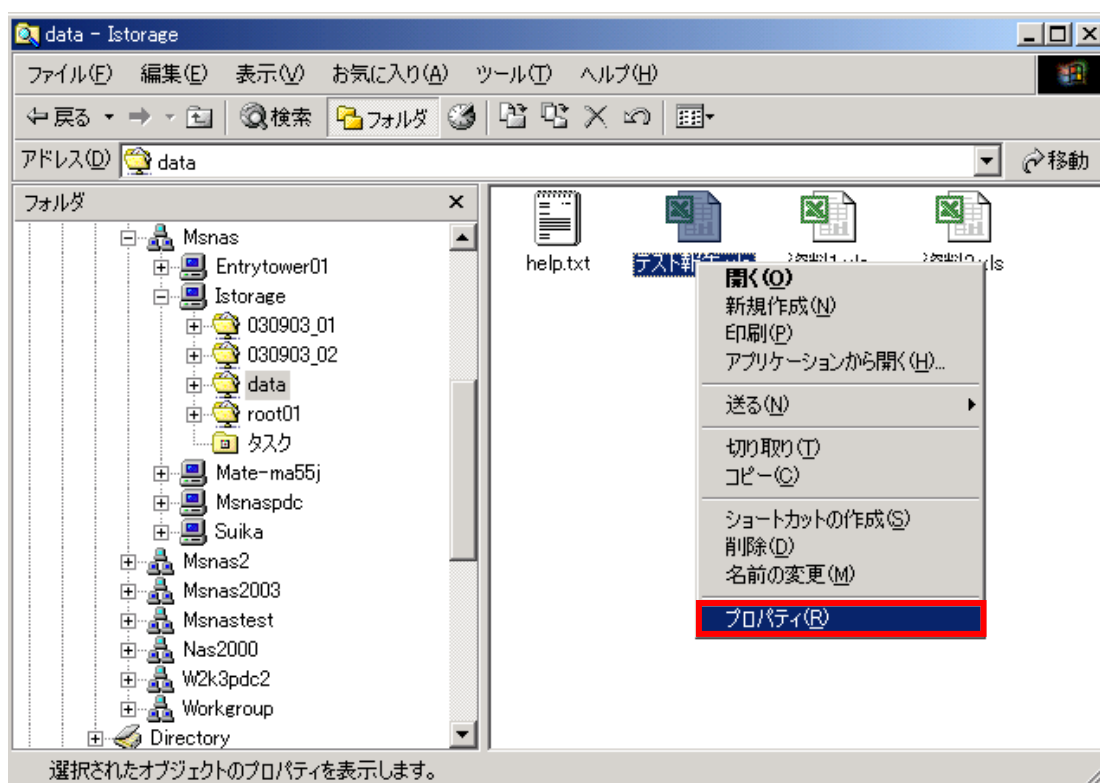 data - Istorage
ファイル(F) 編集(E) 表示(V) お気に入り(A) ツール(T) ヘルプ(H)
戻る 検索 フォルダ
アドレス(D) data 移動
フォルダ
Msnas
Entrytower01
Istorage
030903_01
030903_02
data
root01
タスク
Mate-ma55j
Msnaspdc
Suika
Msnas2
Msnas2003
Msnastest
Nas2000
W2k3pdc2
Workgroup
Directory
help.txt
開く(O)
新規作成(N)
印刷(P)
アプリケーションから開く(H)...
送る(N)
切り取り(T)
コピー(C)
ショートカットの作成(S)
削除(D)
名前の変更(M)
プロパティ(R)
選択されたオブジェクトのプロパティを表示します。